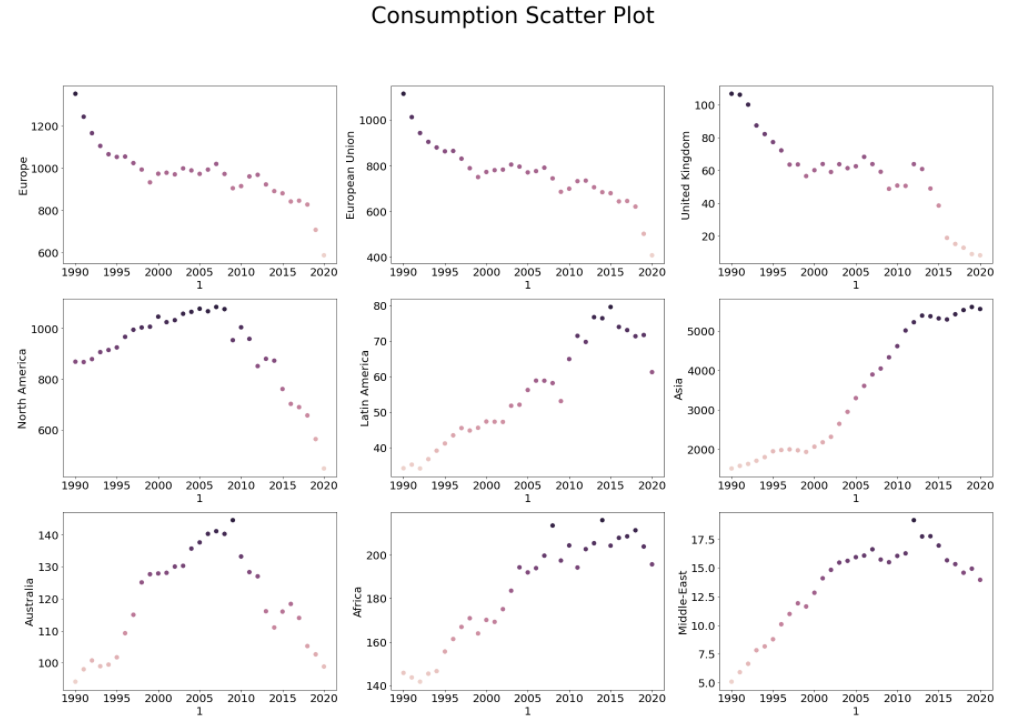 Consumption Scatter Plot
Europe
1200
1000
800
600
1990 1995 2000 2005 2010 2015 2020
1
European Union
1000
800
600
400
1990 1995 2000 2005 2010 2015 2020
1
United Kingdom
100
80
60
40
20
1990 1995 2000 2005 2010 2015 2020
1
North America
1000
800
600
1990 1995 2000 2005 2010 2015 2020
1
Latin America
80
70
60
50
40
1990 1995 2000 2005 2010 2015 2020
1
Asia
5000
4000
3000
2000
1990 1995 2000 2005 2010 2015 2020
1
Australia
140
130
120
110
100
1990 1995 2000 2005 2010 2015 2020
1
Africa
200
180
160
140
1990 1995 2000 2005 2010 2015 2020
1
Middle-East
17.5
15.0
12.5
10.0
7.5
5.0
1990 1995 2000 2005 2010 2015 2020
1